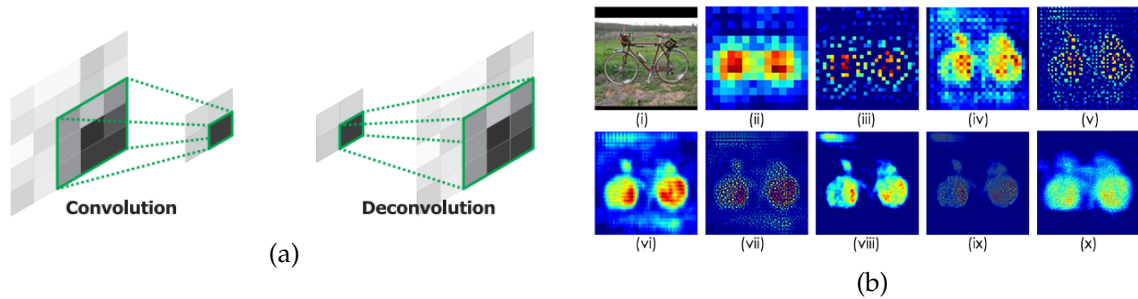 Convolution
Deconvolution
(a)
(i)
(ii)
(iii)
(iv)
(v)
(vi)
(vii)
(viii)
(ix)
(x)
(b)